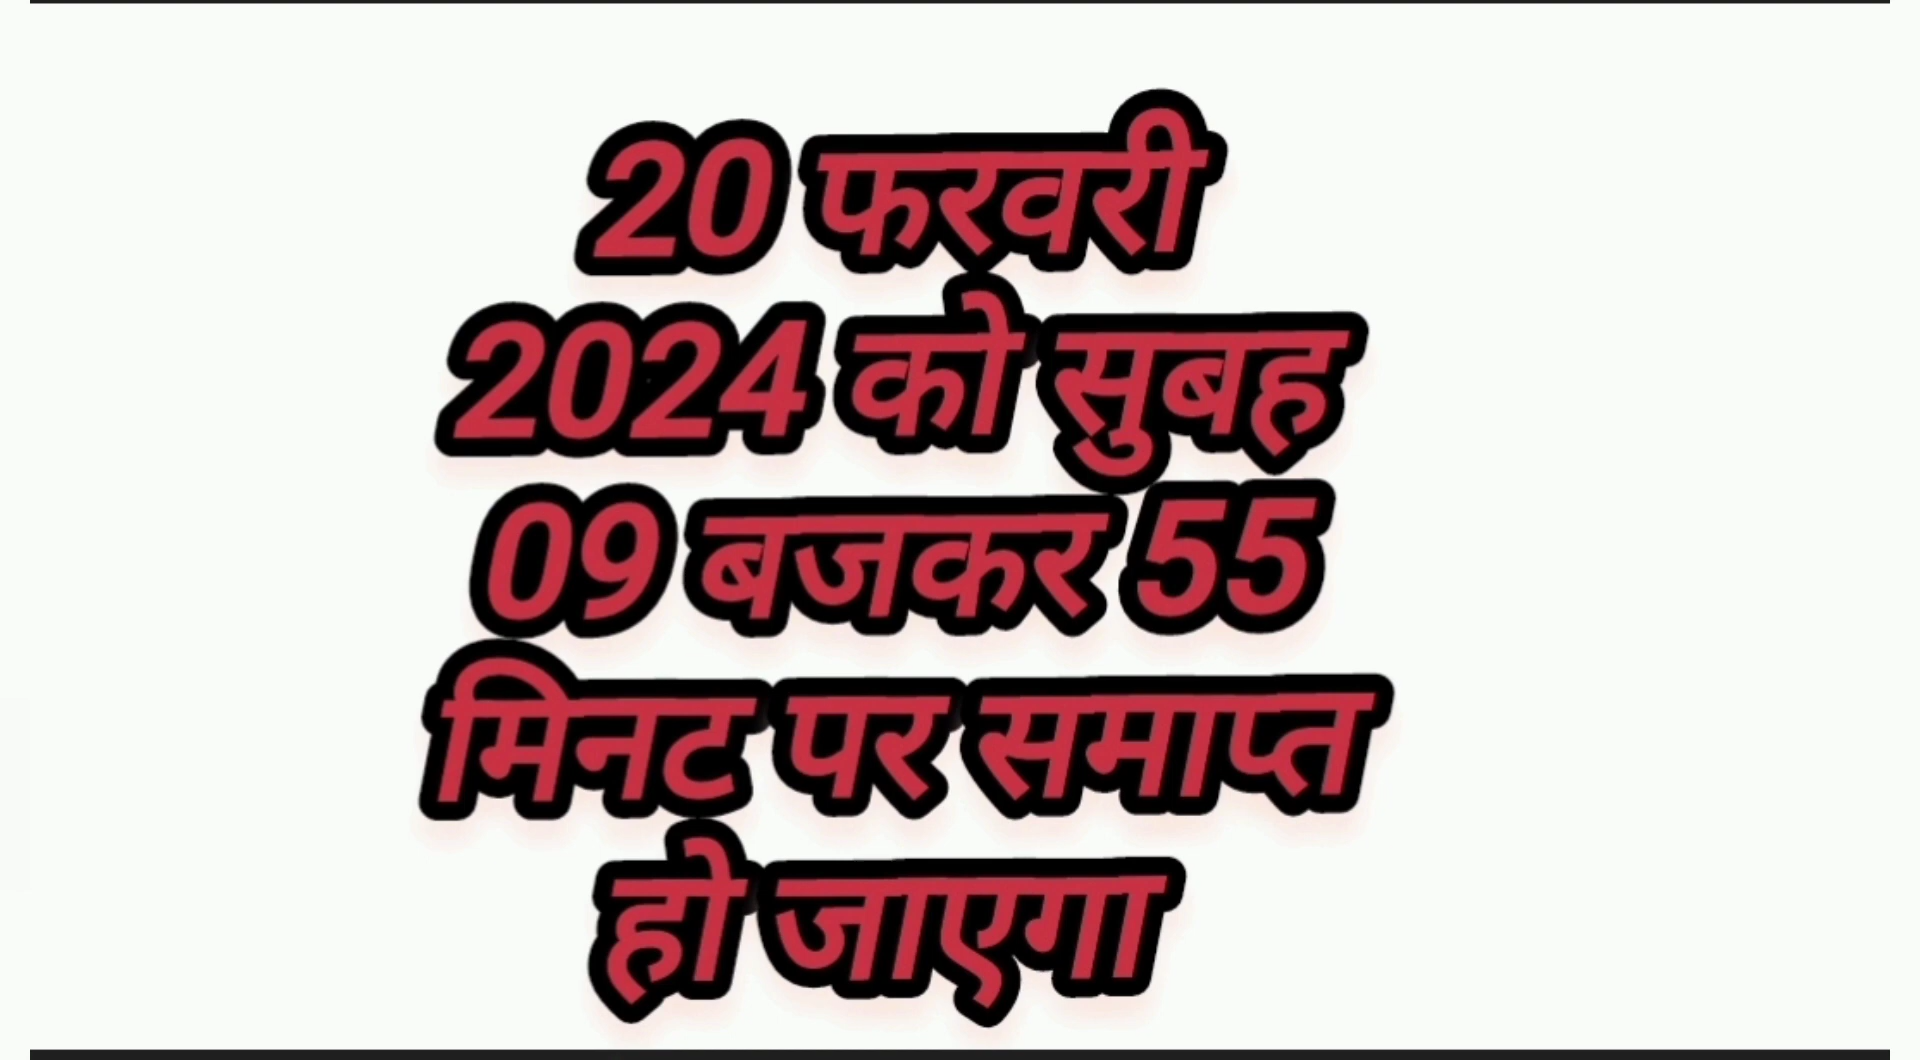 20 फरवरी
2024 को सुबह
09 बजकर 55
मिनट पर समाप्त
हो जाएगा